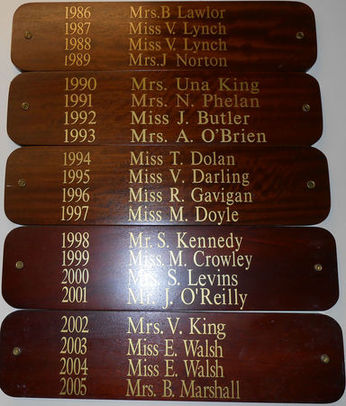 1986 Mrs.B Lawlor
1987 Miss V. Lynch
1988 Miss V. Lynch
1989 Mrs.J Norton
1990 Mrs. Una King
1991 Mrs. N. Phelan
1992 Miss J. Butler
1993 Mrs. A. O'Brien
1994 Miss T. Dolan
1995 Miss V. Darling
1996 Miss R. Gavigan
1997 Miss M. Doyle
1998 Mr. S. Kennedy
1999 Miss. M. Crowley
2000 Ms. S. Levins
2001 Mr. J. O'Reilly
2002 Mrs. V. King
2003 Miss E. Walsh
2004 Miss E. Walsh
2005 Mrs. B. Marshall